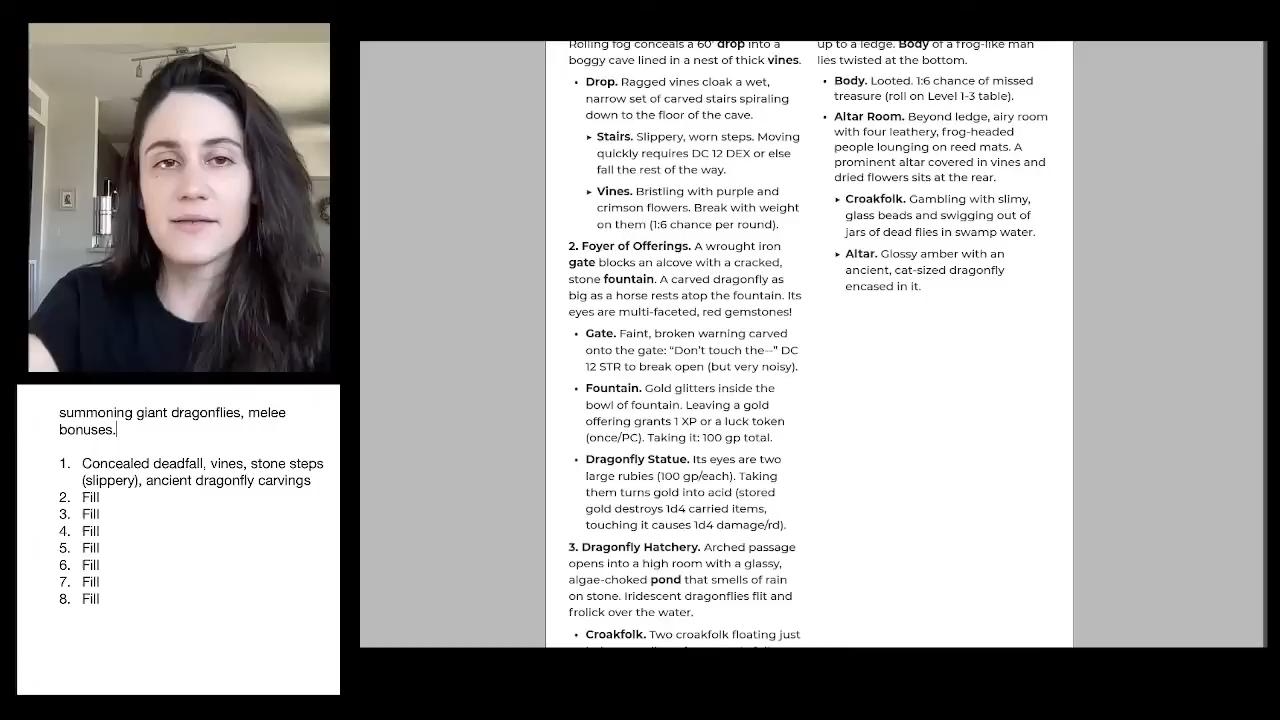 summoning giant dragonflies, melee
bonuses.
1. Concealed deadfall, vines, stone steps
(slippery), ancient dragonfly carvings
2. Fill
3. Fill
4. Fill
5. Fill
6. Fill
7. Fill
8. Fill
Rolling fog conceals a 60' drop into a
boggy cave lined in a nest of thick vines.
• Drop. Ragged vines cloak a wet,
narrow set of carved stairs spiraling
down to the floor of the cave.
▸ Stairs. Slippery, worn steps. Moving
quickly requires DC 12 DEX or else
fall the rest of the way.
▸ Vines. Bristling with purple and
crimson flowers. Break with weight
on them (1:6 chance per round).
2. Foyer of Offerings. A wrought iron
gate blocks an alcove with a cracked,
stone fountain. A carved dragonfly as
big as a horse rests atop the fountain. Its
eyes are multi-faceted, red gemstones!
• Gate. Faint, broken warning carved
onto the gate: “Don’t touch the--” DC
12 STR to break open (but very noisy).
• Fountain. Gold glitters inside the
bowl of fountain. Leaving a gold
offering grants 1 XP or a luck token
(once/PC). Taking it: 100 gp total.
• Dragonfly Statue. Its eyes are two
large rubies (100 gp/each). Taking
them turns gold into acid (stored
gold destroys 1d4 carried items,
touching it causes 1d4 damage/rd).
3. Dragonfly Hatchery. Arched passage
opens into a high room with a glassy,
algae-choked pond that smells of rain
on stone. Iridescent dragonflies flit and
frolick over the water.
• Croakfolk. Two croakfolk floating just
up to a ledge. Body of a frog-like man
lies twisted at the bottom.
• Body. Looted. 1:6 chance of missed
treasure (roll on Level 1-3 table).
• Altar Room. Beyond ledge, airy room
with four leathery, frog-headed
people lounging on reed mats. A
prominent altar covered in vines and
dried flowers sits at the rear.
▸ Croakfolk. Gambling with slimy,
glass beads and swigging out of
jars of dead flies in swamp water.
▸ Altar. Glossy amber with an
ancient, cat-sized dragonfly
encased in it.